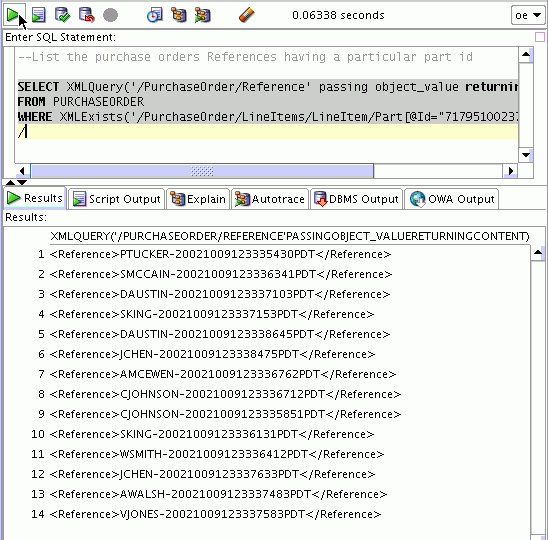 0.06338 seconds
oe
Enter SQL Statement:
--List the purchase orders References having a particular part id
SELECT XMLQuery('/PurchaseOrder/Reference' passing object_value returnin
FROM PURCHASEORDER
WHERE XMLExists('/PurchaseOrder/LineItems/LineItem/Part[@Id="71795100237
/
Results
Script Output
Explain
Autotrace
DBMS Output
OWA Output
Results:
XMLQUERY('/PURCHASEORDER/REFERENCE'PASSINGOBJECT_VALUERETURNINGCONTENT)
1 <Reference>PTUCKER-20021009123335430PDT</Reference>
2 <Reference>SMCCAIN-20021009123336341PDT</Reference>
3 <Reference>DAUSTIN-20021009123337103PDT</Reference>
4 <Reference>SKING-20021009123337153PDT</Reference>
5 <Reference>DAUSTIN-20021009123338645PDT</Reference>
6 <Reference>JCHEN-20021009123338475PDT</Reference>
7 <Reference>AMCEWEN-20021009123336762PDT</Reference>
8 <Reference>CJOHNSON-20021009123336712PDT</Reference>
9 <Reference>CJOHNSON-20021009123335851PDT</Reference>
10 <Reference>SKING-20021009123336131PDT</Reference>
11 <Reference>WSMITH-20021009123336412PDT</Reference>
12 <Reference>JCHEN-20021009123337633PDT</Reference>
13 <Reference>AWALSH-20021009123337483PDT</Reference>
14 <Reference>VJONES-20021009123337583PDT</Reference>